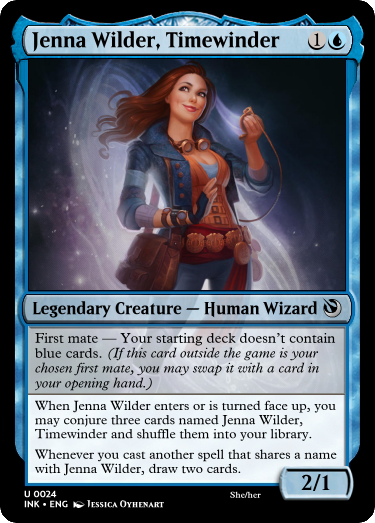 Jenna Wilder, Timewinder 1
Legendary Creature — Human Wizard
First mate — Your starting deck doesn't contain
blue cards. (If this card outside the game is your
chosen first mate, you may swap it with a card in
your opening hand.)
When Jenna Wilder enters or is turned face up, you
may conjure three cards named Jenna Wilder,
Timewinder and shuffle them into your library.
Whenever you cast another spell that shares a name
with Jenna Wilder, draw two cards.
2/1
U 0024
INK • ENG Jessica Oyhenart
She/her